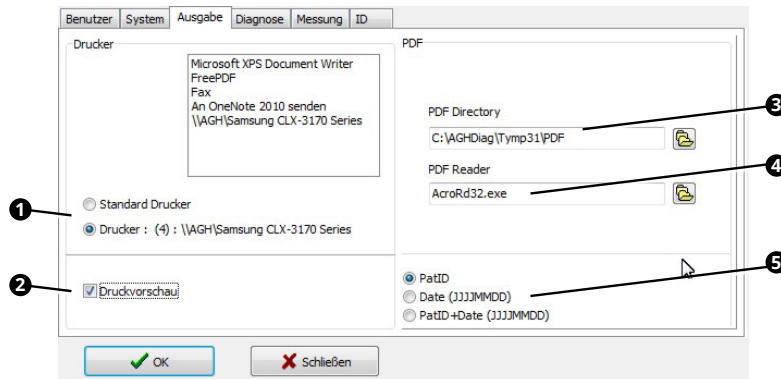 Benutzer System Ausgabe Diagnose Messung ID
Drucker
Microsoft XPS Document Writer
FreePDF
Fax
An OneNote 2010 senden
\\AGH\Samsung CLX-3170 Series
Standard Drucker
Drucker : (4) : \\AGH\Samsung CLX-3170 Series
Druckvorschau
PDF
PDF Directory
C:\AGHDiag\Tymp31\PDF
PDF Reader
AcroRd32.exe
PatID
Date (JJJJMMDD)
PatID+Date (JJJJMMDD)
OK Schließen
1
2
3
4
5